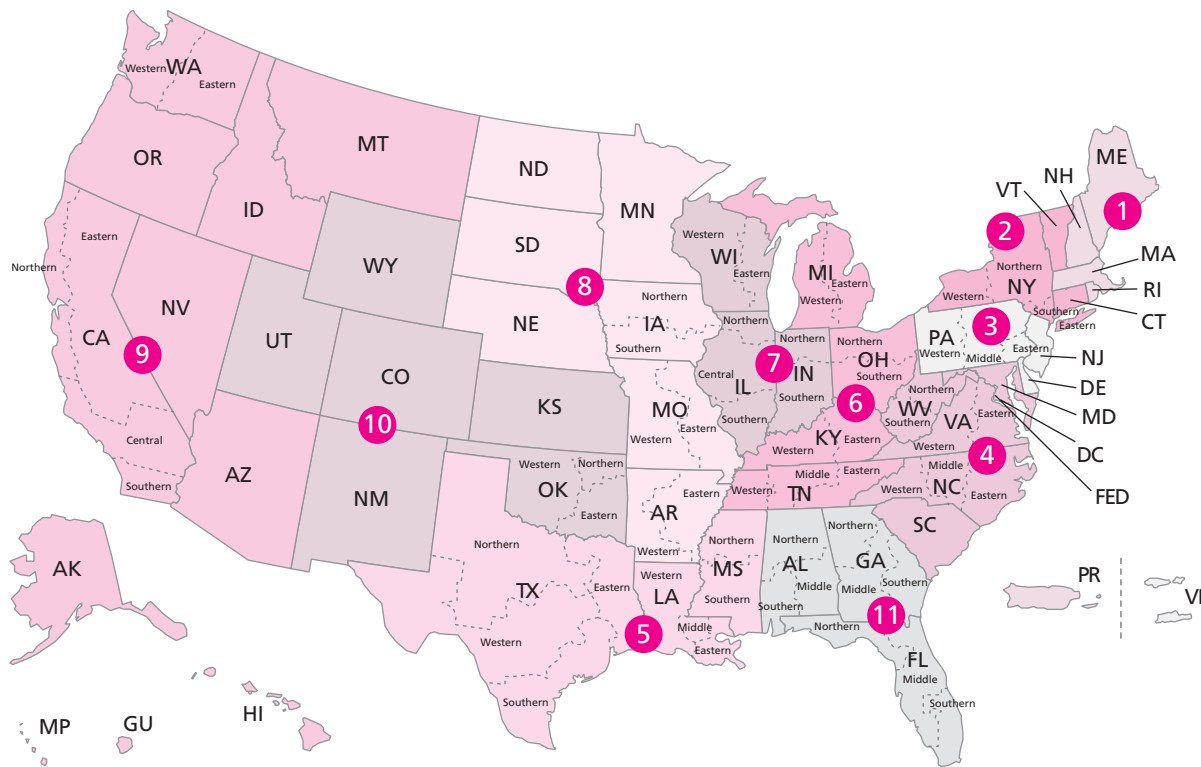 WA
Western
Eastern
MT
OR
ID
ND
MN
ME
NH
VT
1
2
SD
WI
Western
Eastern
MI
Western
Eastern
Northern
NY
Western
Southern
Eastern
MA
RI
CT
Eastern
Northern
WY
8
NV
CA
9
Central
Southern
UT
NE
IA
Northern
Southern
3
PA
Western
Middle
Eastern
NJ
DE
MD
DC
FED
CO
10
KS
7
Northern
Central
IL
Southern
Northern
IN
Southern
Northern
OH
Southern
6
Northern
WV
Southern
VA
Eastern
Western
4
MO
Western
Eastern
KY
Western
Eastern
AZ
NM
OK
Western
Northern
Eastern
AR
Eastern
Western
Western
Middle
Eastern
TN
Middle
Western
NC
Eastern
SC
AK
TX
Northern
Eastern
Western
Southern
Western
LA
Middle
Eastern
5
Northern
MS
Southern
Northern
AL
Middle
Southern
Northern
GA
Middle
Southern
11
Northern
FL
Middle
Southern
PR
VI
MP
GU
HI